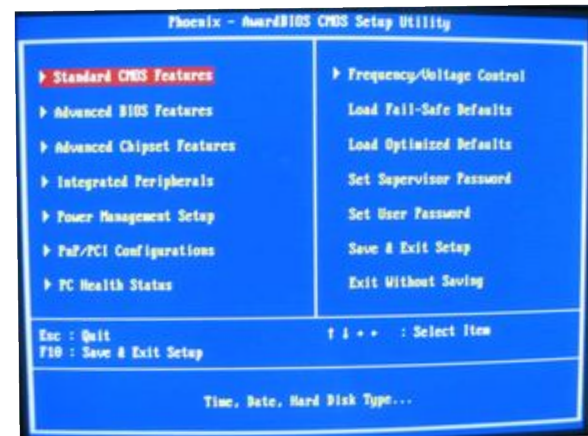 Phoenix - AwardBIOS CMOS Setup Utility
Standard CMOS Features
Advanced BIOS Features
Advanced Chipset Features
Integrated Peripherals
Power Management Setup
PnP/PCI Configurations
PC Health Status
Frequency/Voltage Control
Load Fail-Safe Defaults
Load Optimized Defaults
Set Supervisor Password
Set User Password
Save & Exit Setup
Exit Without Saving
Esc : Quit
F10 : Save & Exit Setup
↑ ↓ → ← : Select Item
Time, Date, Hard Disk Type...